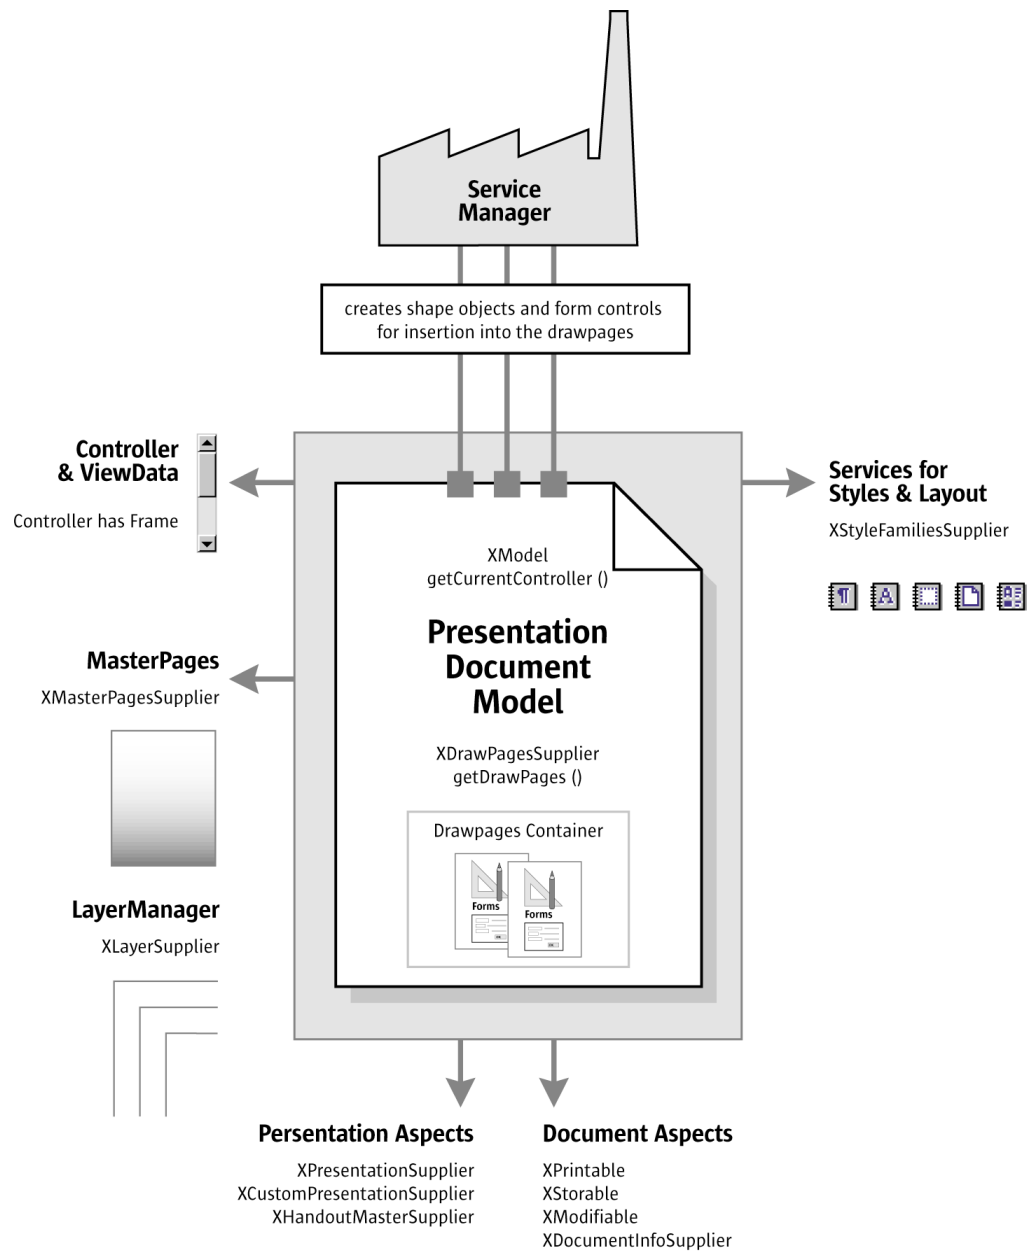 Service
Manager
creates shape objects and form controls
for insertion into the drawpages
Controller
& ViewData
Controller has Frame
Services for
Styles & Layout
XStyleFamiliesSupplier
XModel
getCurrentController ()
Presentation
Document
Model
MasterPages
XMasterPagesSupplier
XDrawPagesSupplier
getDrawPages ()
Drawpages Container
Forms
Forms
LayerManager
XLayerSupplier
Persentation Aspects
XPresentationSupplier
XCustomPresentationSupplier
XHandoutMasterSupplier
Document Aspects
XPrintable
XStorable
XModifiable
XDocumentInfoSupplier